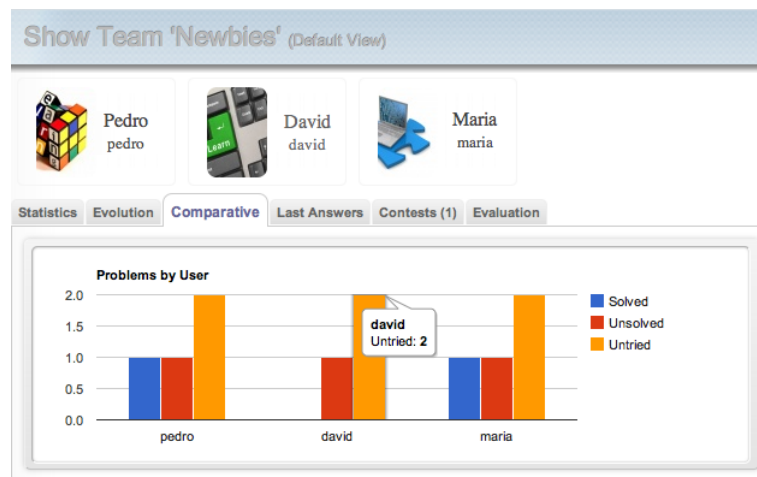 Show Team 'Newbies' (Default View)
Pedro
pedro
Learn
David
david
Maria
maria
Statistics Evolution Comparative Last Answers Contests (1) Evaluation
Problems by User
2.0
1.5
1.0
0.5
0.0
david
Untried: 2
Solved
Unsolved
Untried
pedro david maria